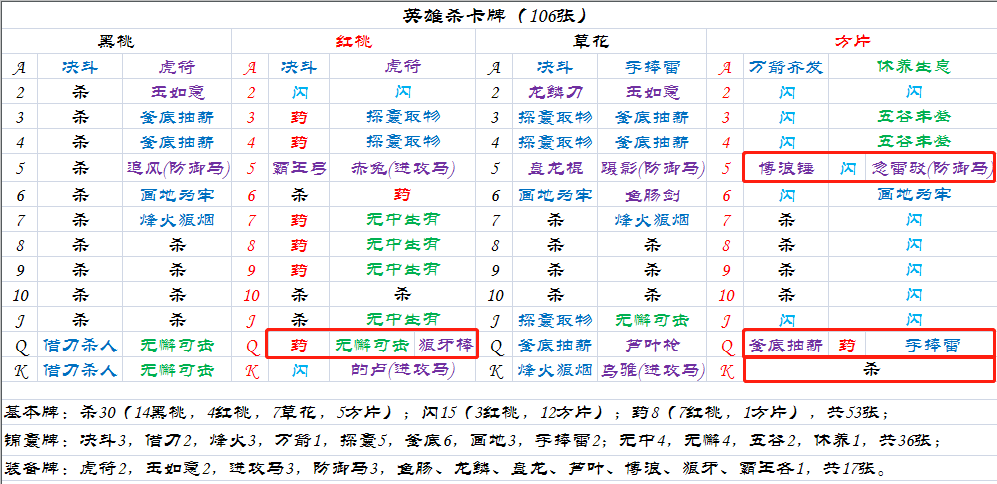 英雄杀卡牌（106张）
黑桃 红桃 草花 方片
A 决斗 虎符 A 决斗 虎符 A 决斗 手捧雷 A 万箭齐发 休养生息
2 杀 玉如意 2 闪 闪 2 龙鳞刀 玉如意 2 闪 闪
3 杀 釜底抽薪 3 药 探囊取物 3 探囊取物 釜底抽薪 3 闪 五谷丰登
4 杀 釜底抽薪 4 药 探囊取物 4 探囊取物 釜底抽薪 4 闪 五谷丰登
5 杀 追风(防御马) 5 霸王弓 赤兔(进攻马) 5 盘龙棍 蹑影(防御马) 5 博浪锤 闪 忽雷驳(防御马)
6 杀 画地为牢 6 杀 药 6 画地为牢 鱼肠剑 6 闪 画地为牢
7 杀 烽火狼烟 7 药 无中生有 7 杀 烽火狼烟 7 杀 闪
8 杀 杀 8 药 无中生有 8 杀 杀 8 杀 闪
9 杀 杀 9 药 无中生有 9 杀 杀 9 杀 闪
10 杀 杀 10 杀 杀 10 杀 杀 10 杀 闪
J 杀 杀 J 杀 无中生有 J 探囊取物 无懈可击 J 闪 闪
Q 借刀杀人 无懈可击 Q 药 无懈可击 狼牙棒 Q 釜底抽薪 芦叶枪 Q 釜底抽薪 药 手捧雷
K 借刀杀人 无懈可击 K 闪 的卢(进攻马) K 烽火狼烟 乌骓(进攻马) K 杀
基本牌：杀30（14黑桃，4红桃，7草花，5方片）；闪15（3红桃，12方片）；药8（7红桃，1方片），共53张；
锦囊牌：决斗3，借刀2，烽火3，万箭1，探囊5，釜底6，画地3，手捧雷2；无中4，无懈4，五谷2，休养1，共36张；
装备牌：虎符2，玉如意2，进攻马3，防御马3，鱼肠、龙鳞、盘龙、芦叶、博浪、狼牙、霸王各1，共17张。